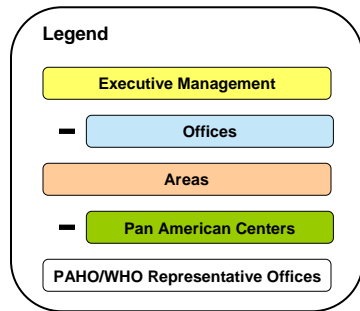 Legend
Executive Management
Offices
Areas
Pan American Centers
PAHO/WHO Representative Offices